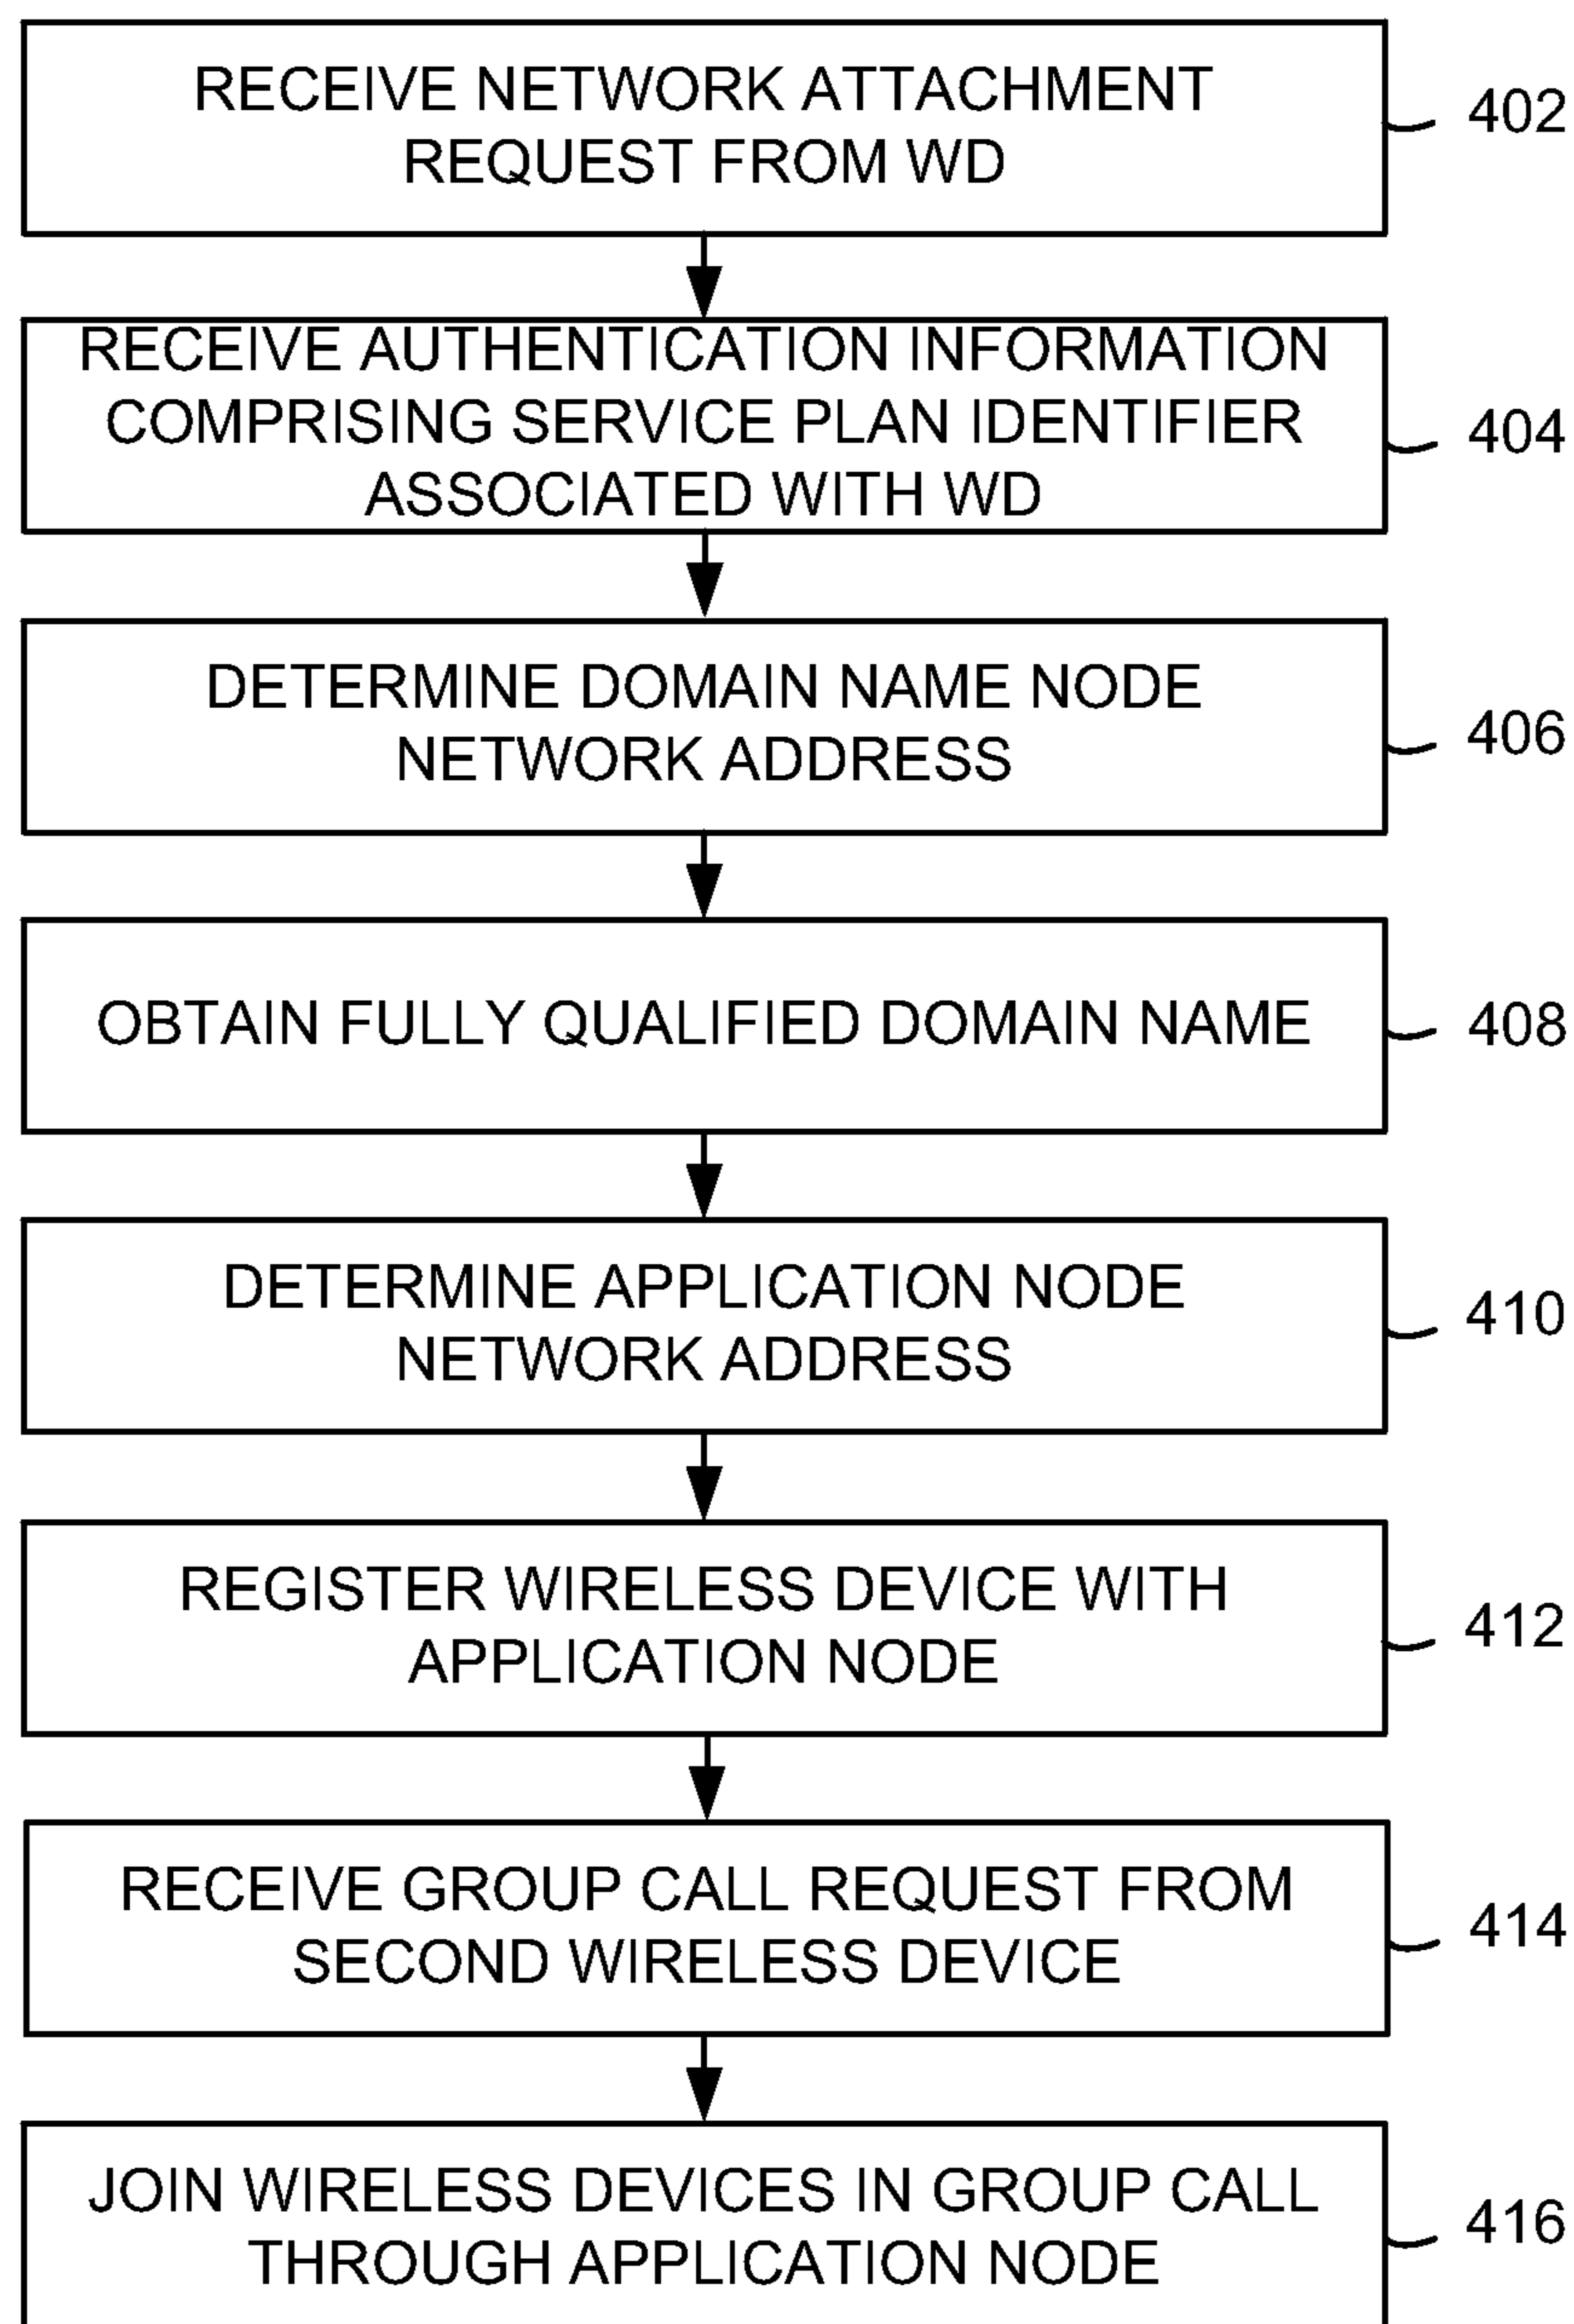 RECEIVE NETWORK ATTACHMENT
REQUEST FROM WD
402
RECEIVE AUTHENTICATION INFORMATION
COMPRISING SERVICE PLAN IDENTIFIER
ASSOCIATED WITH WD
404
DETERMINE DOMAIN NAME NODE
NETWORK ADDRESS
406
OBTAIN FULLY QUALIFIED DOMAIN NAME
408
DETERMINE APPLICATION NODE
NETWORK ADDRESS
410
REGISTER WIRELESS DEVICE WITH
APPLICATION NODE
412
RECEIVE GROUP CALL REQUEST FROM
SECOND WIRELESS DEVICE
414
JOIN WIRELESS DEVICES IN GROUP CALL
THROUGH APPLICATION NODE
416